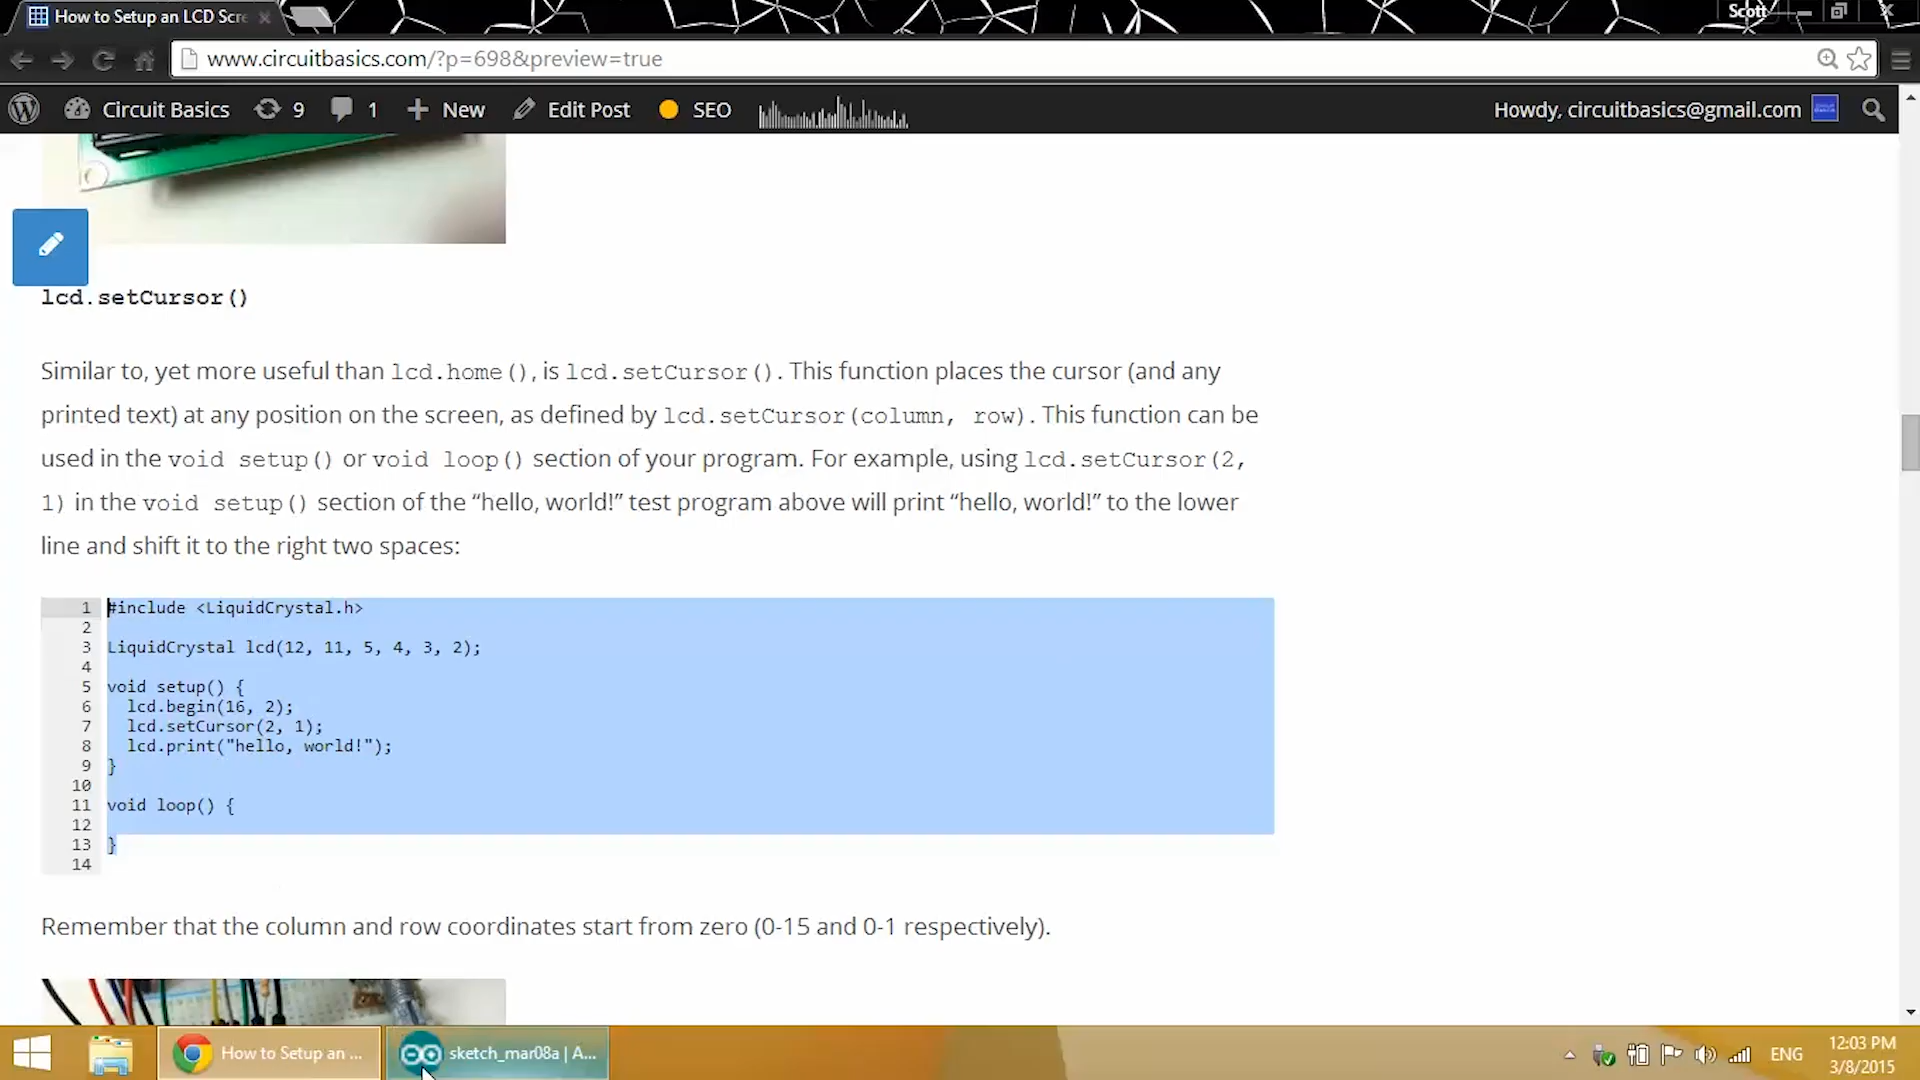 How to Setup an LCD Scre
Scott
www.circuitbasics.com/?p=698&preview=true
Circuit Basics 9 1 New Edit Post SEO Howdy, circuitbasics@gmail.com
lcd.setCursor()
Similar to, yet more useful than lcd.home(), is lcd.setCursor(). This function places the cursor (and any
printed text) at any position on the screen, as defined by lcd.setCursor(column, row). This function can be
used in the void setup() or void loop() section of your program. For example, using lcd.setCursor(2,
1) in the void setup() section of the “hello, world!” test program above will print “hello, world!” to the lower
line and shift it to the right two spaces:
1 #include <LiquidCrystal.h>
2
3 LiquidCrystal lcd(12, 11, 5, 4, 3, 2);
4
5 void setup() {
6 lcd.begin(16, 2);
7 lcd.setCursor(2, 1);
8 lcd.print("hello, world!");
9 }
10
11 void loop() {
12
13 }
14
Remember that the column and row coordinates start from zero (0-15 and 0-1 respectively).
How to Setup an ... sketch_mar08a | A... ENG 12:03 PM
3/8/2015